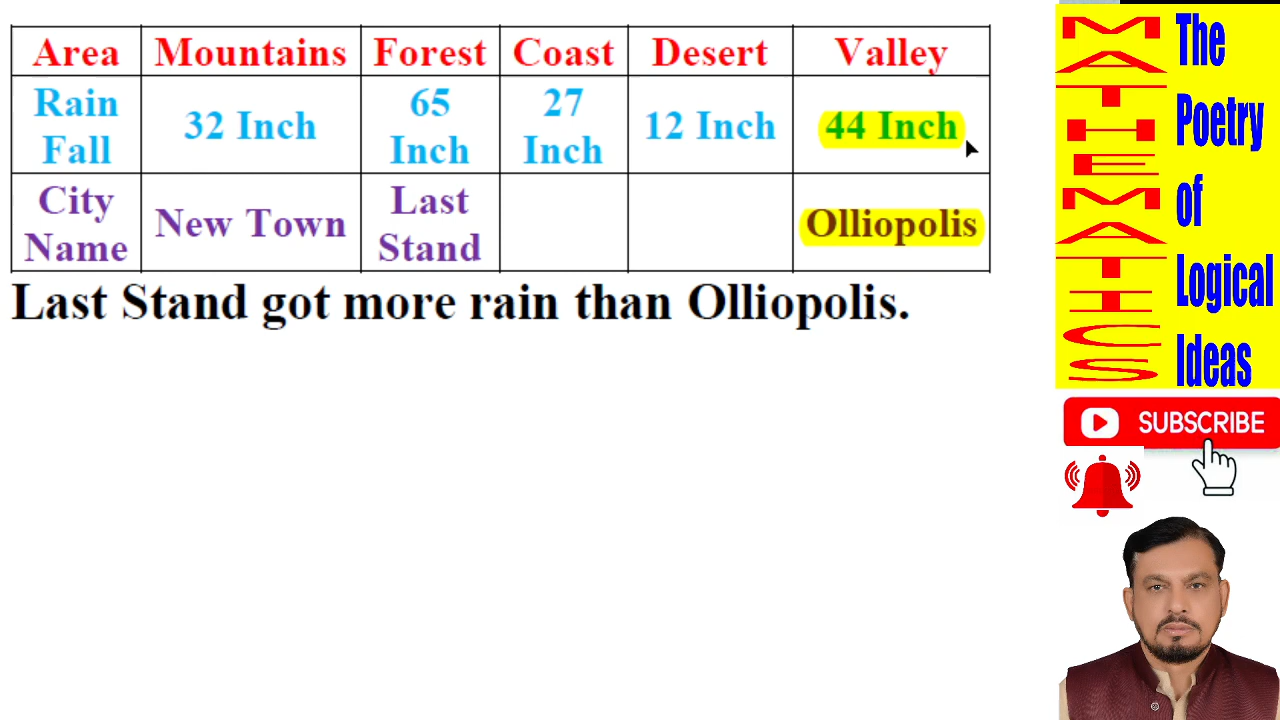 Area Mountains Forest Coast Desert Valley
Rain Fall 32 Inch 65 Inch 27 Inch 12 Inch 44 Inch
City Name New Town Last Stand Olliopolis
Last Stand got more rain than Olliopolis.
MATHEMATICS
The
Poetry
of
Logical
Ideas
SUBSCRIBE